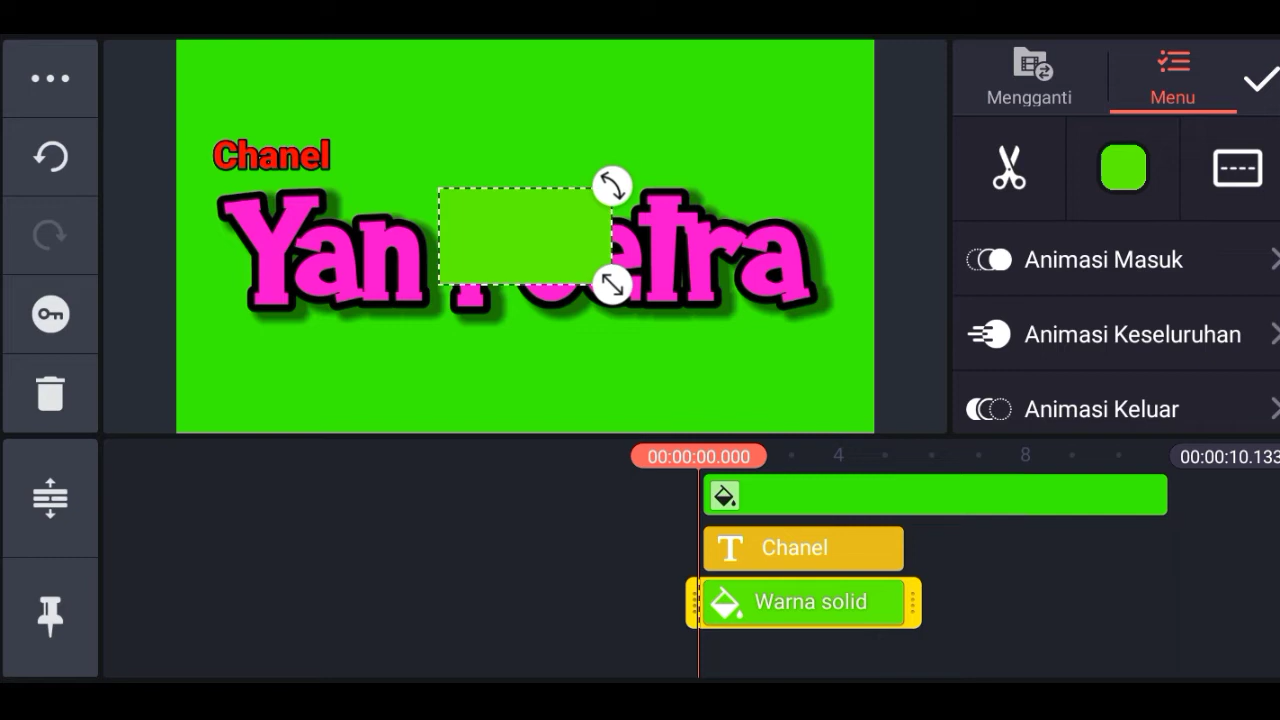 Mengganti
Menu
Chanel
Yan
etra
Animasi Masuk
Animasi Keseluruhan
Animasi Keluar
00:00:00.000
4
8
00:00:10.133
T
Chanel
Warna solid